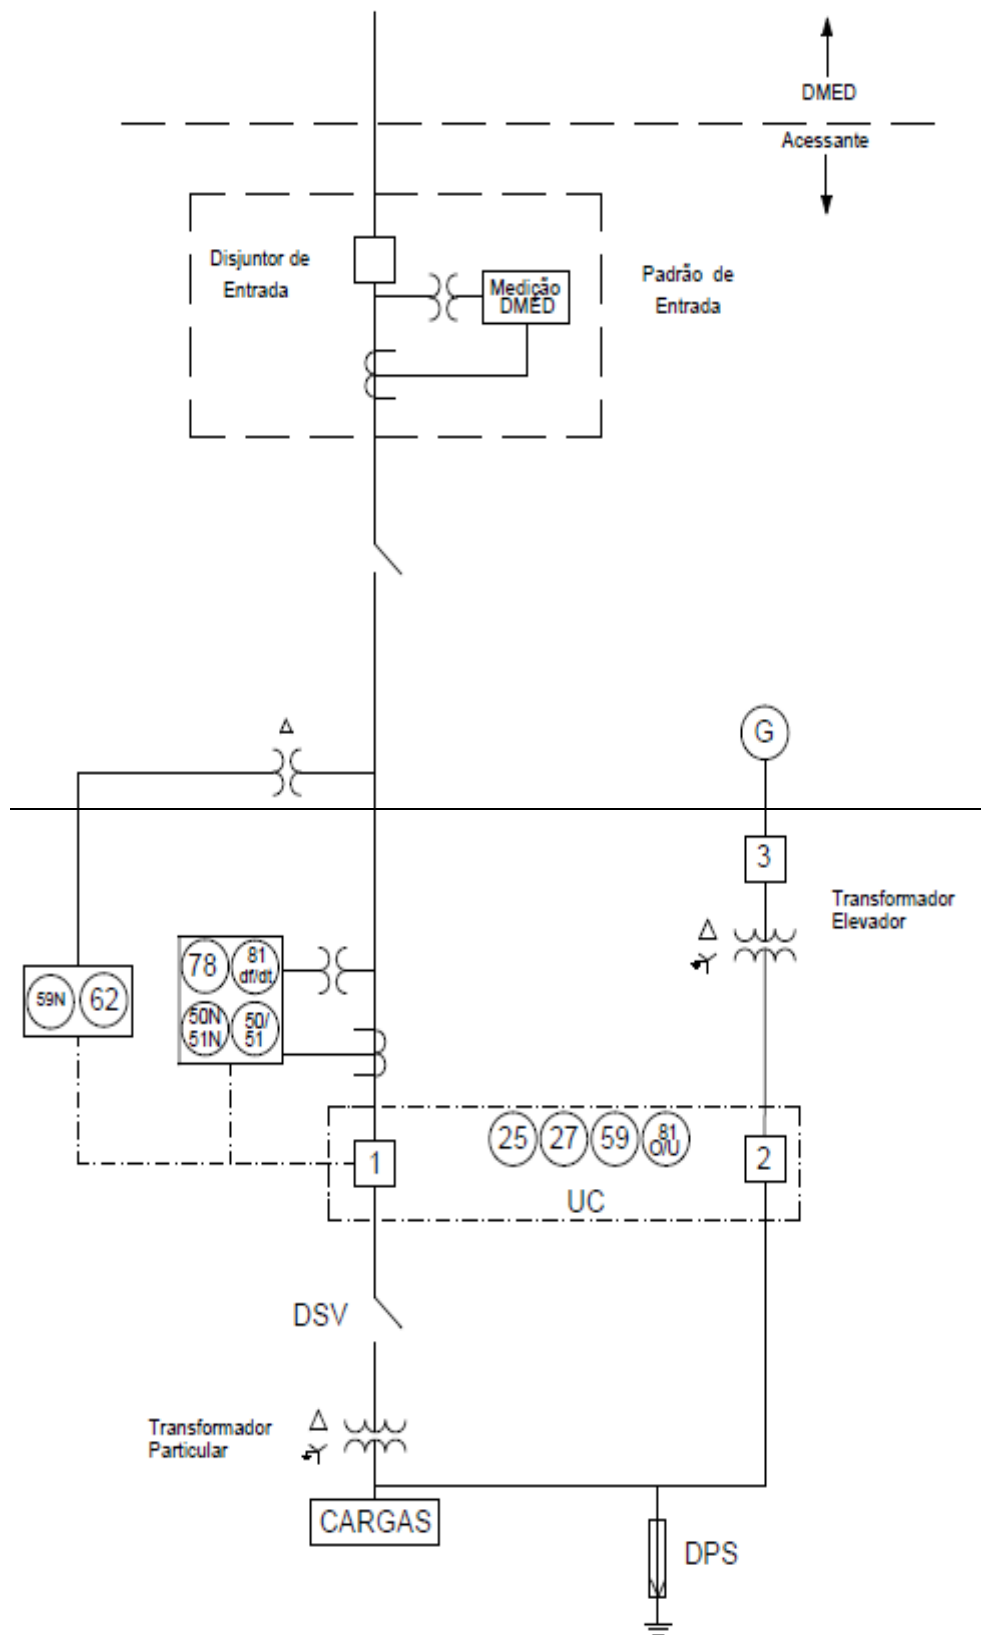 DMED
Acessante
Disjuntor de
Entrada
Medição
DMED
Padrão de
Entrada
Δ
G
3
Transformador
Elevador
Δ
78
81
df/dt
59N
62
50N
51N
50/
51
25
27
59
81
O/U
1
2
UC
DSV
Transformador
Particular
Δ
CARGAS
DPS